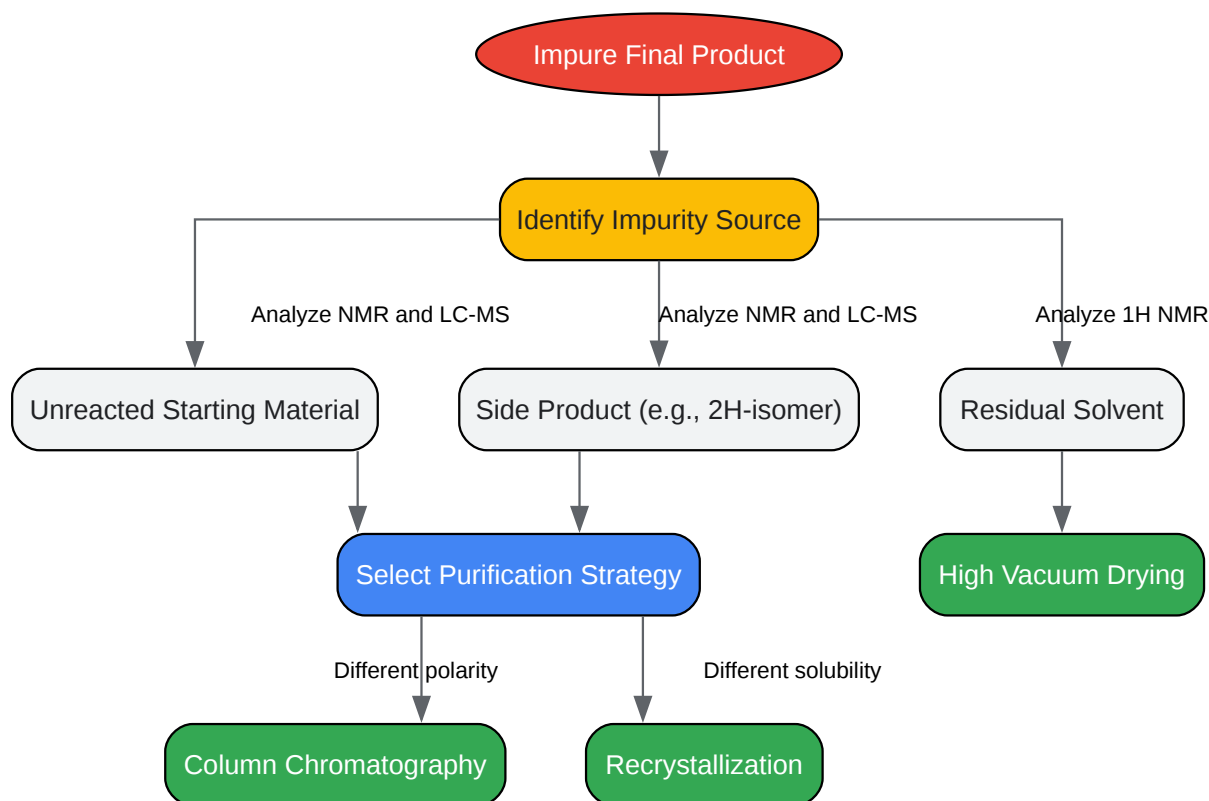 Impure Final Product
Identify Impurity Source
Analyze NMR and LC-MS
Analyze NMR and LC-MS
Analyze 1H NMR
Unreacted Starting Material
Side Product (e.g., 2H-isomer)
Residual Solvent
Select Purification Strategy
High Vacuum Drying
Different polarity
Different solubility
Column Chromatography
Recrystallization